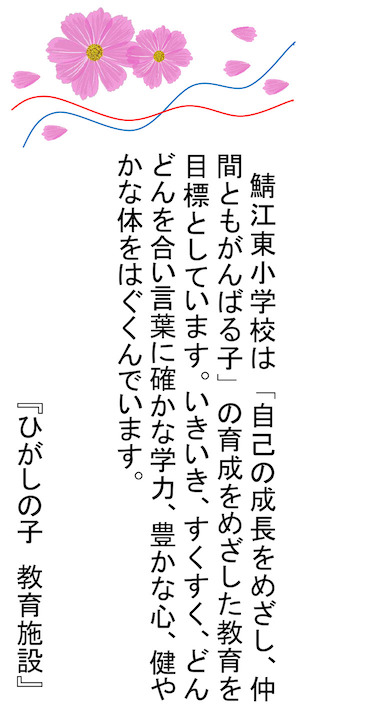 鯖江東小学校は「自己の成長をめざし、仲
間ともがんばる子」の育成をめざした教育を
目標としています。いきいき、すくすく、どん
どんを合い言葉に確かな学力、豊かな心、健や
かな体をはぐくんでいます。
『ひがしの子　教育施設』